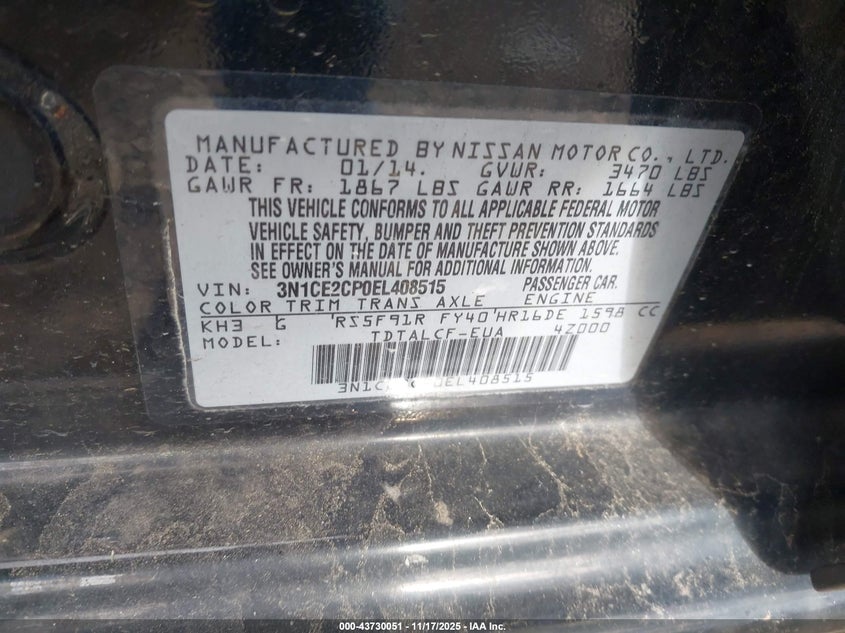 MANUFACTURED BY NISSAN MOTOR CO., LTD.
DATE: 01/14. GVWR: 3470 LBS
GAWR FR: 1867 LBS GAWR RR: 1664 LBS
THIS VEHICLE CONFORMS TO ALL APPLICABLE FEDERAL MOTOR
VEHICLE SAFETY, BUMPER AND THEFT PREVENTION STANDARDS
IN EFFECT ON THE DATE OF MANUFACTURE SHOWN ABOVE.
SEE OWNER'S MANUAL FOR ADDITIONAL INFORMATION.
VIN: 3N1CE2CP0EL408515 PASSENGER CAR.
COLOR TRIM TRANS AXLE ENGINE
KH3 G RS5F91R FY40 HR16DE 1598 CC
MODEL: TDTALCF-EUA 4Z000
3N1C 0EL408515
000-43730051 - 11/17/2025 - IAA Inc.